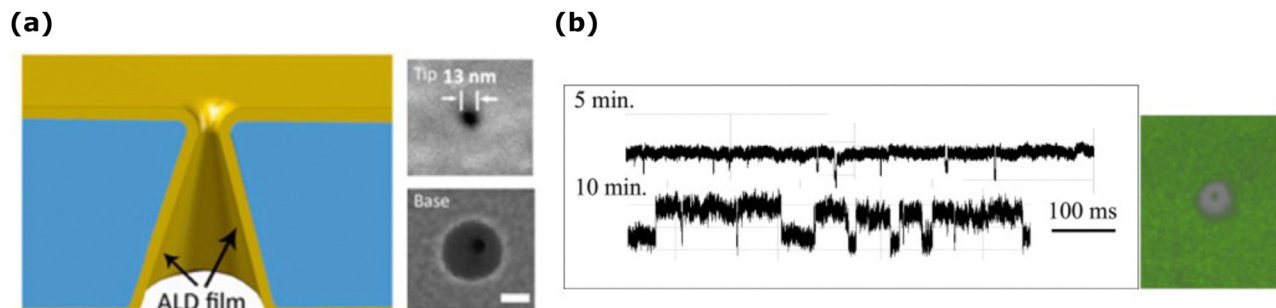 (a)
Tip
13 nm
Base
ALD film
(b)
5 min.
10 min.
100 ms